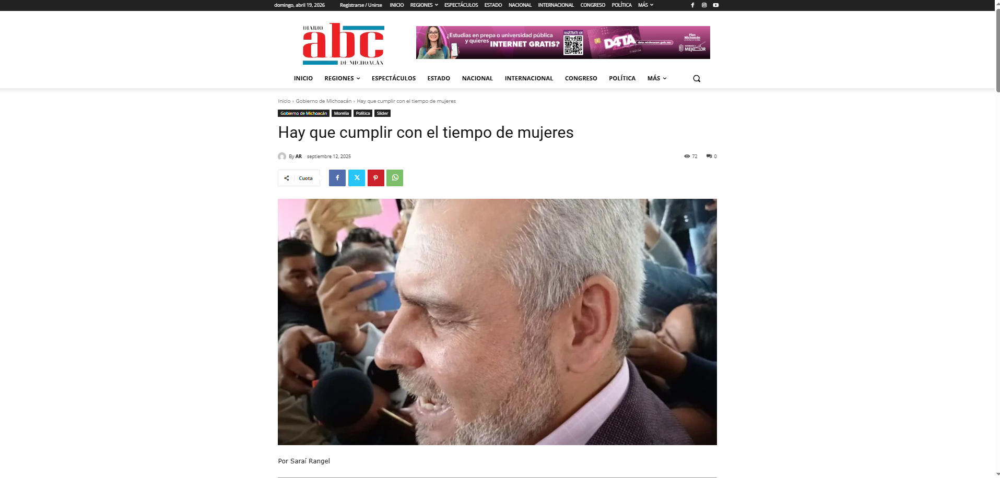 domingo, abril 19, 2026 Registrarse / Unirse INICIO REGIONES ESPECTÁCULOS ESTADO NACIONAL INTERNACIONAL CONGRESO POLÍTICA MÁS
DIARIO
abc
DE MICHOACÁN
¿Estudias en prepa o universidad pública
y quieres INTERNET GRATIS?
REGÍSTRATE EN
D4TA
data.michoacan.gob.mx
Plan
Michoacán
MEJOR
INICIO REGIONES ESPECTÁCULOS ESTADO NACIONAL INTERNACIONAL CONGRESO POLÍTICA MÁS
Inicio › Gobierno de Michoacán › Hay que cumplir con el tiempo de mujeres
Gobierno de Michoacán Morelia Política Slider
Hay que cumplir con el tiempo de mujeres
By AR septiembre 12, 2025 72 0
Cuota
Por Saraí Rangel